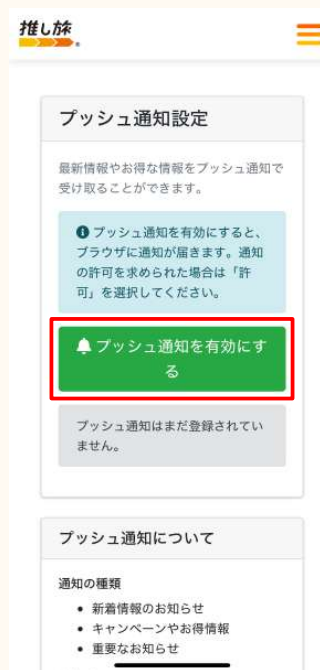 推し旅
プッシュ通知設定
最新情報やお得な情報をプッシュ通知で
受け取ることができます。
プッシュ通知を有効にすると、
ブラウザに通知が届きます。通知
の許可を求められた場合は「許
可」を選択してください。
プッシュ通知を有効にす
る
プッシュ通知はまだ登録されてい
ません。
プッシュ通知について
通知の種類
• 新着情報のお知らせ
• キャンペーンやお得情報
• 重要なお知らせ